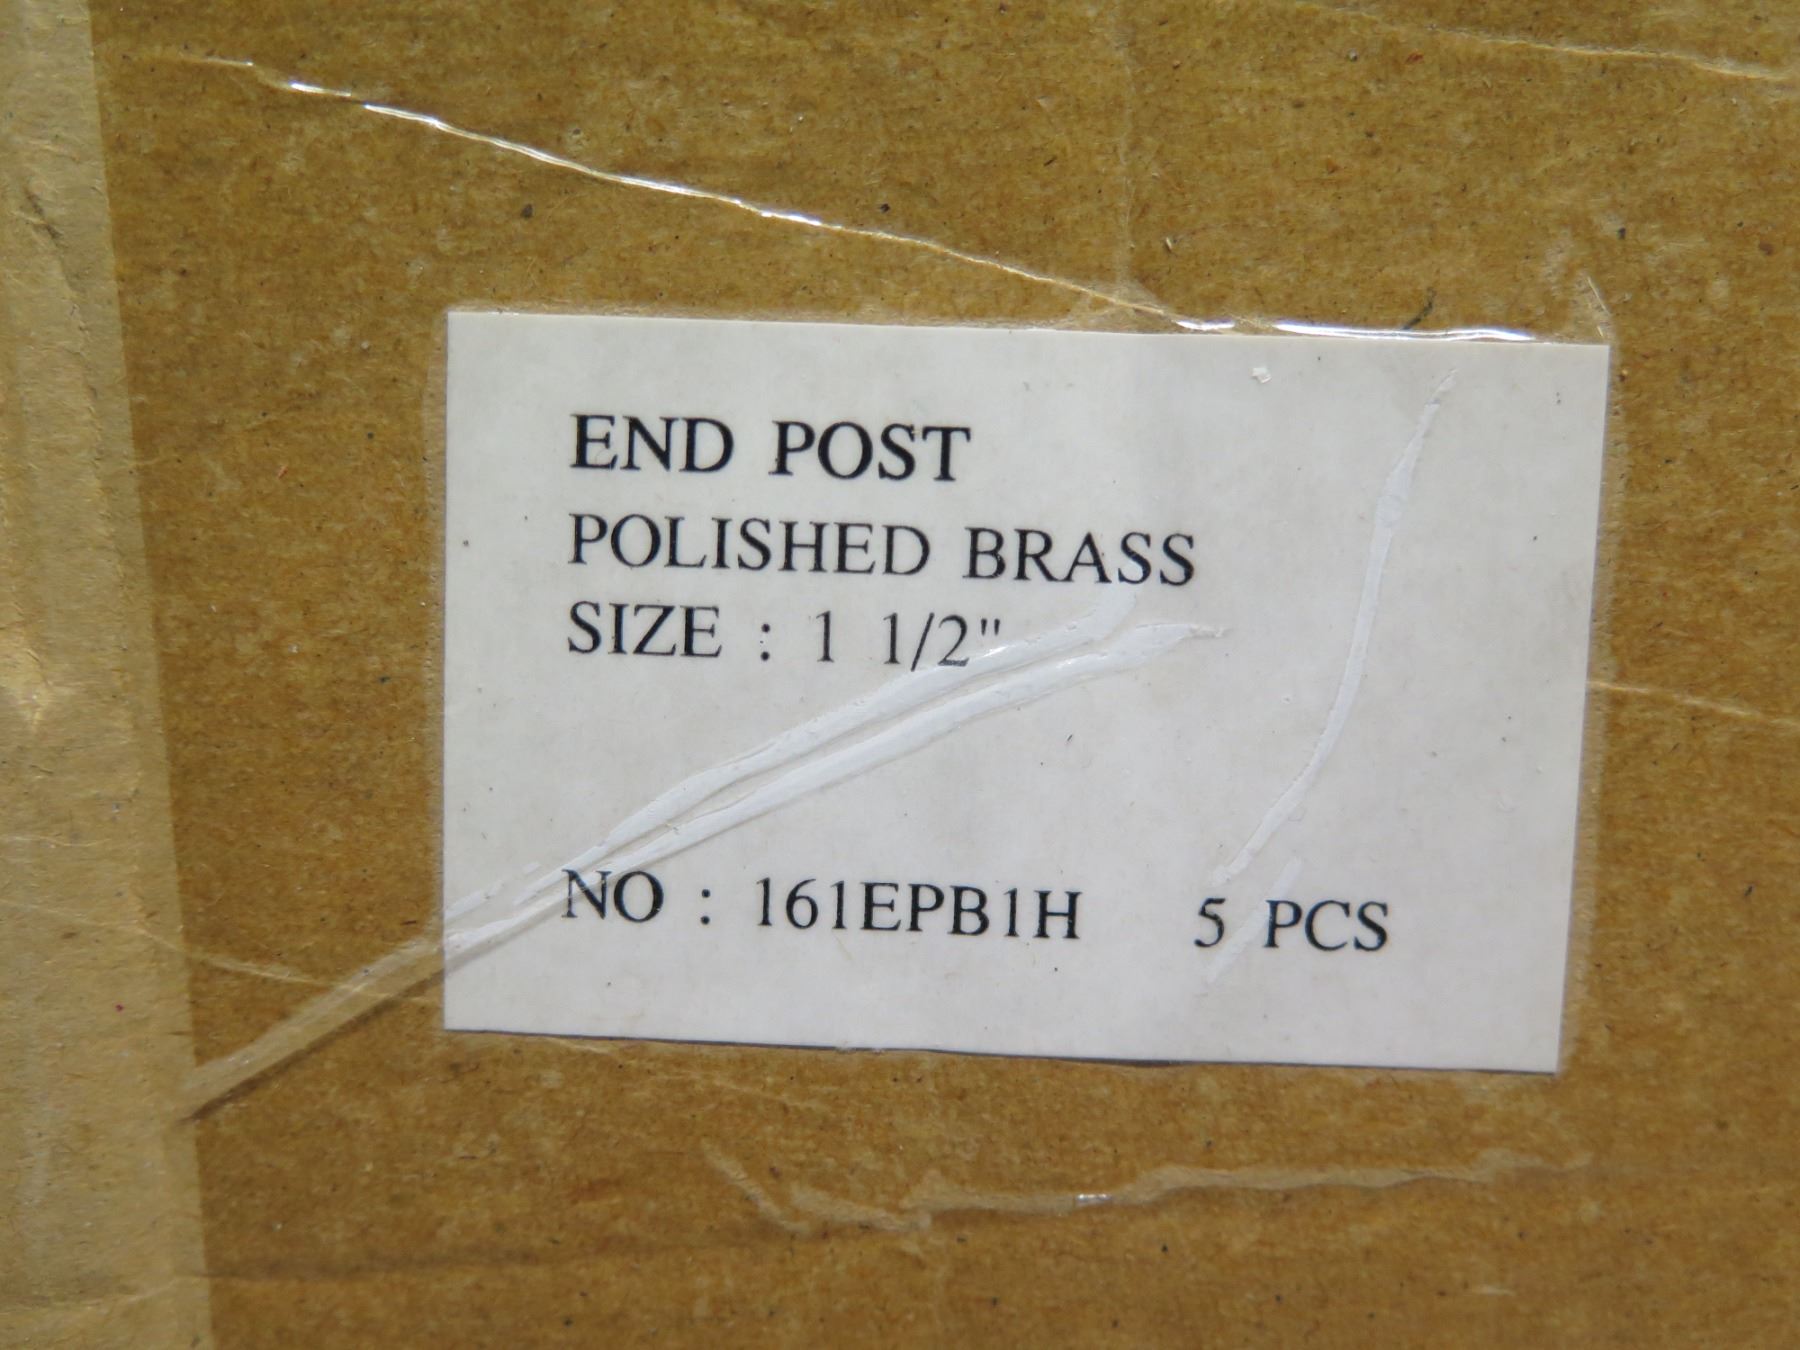 END POST
POLISHED BRASS
SIZE : 1 1/2"
NO : 161EPB1H 5 PCS